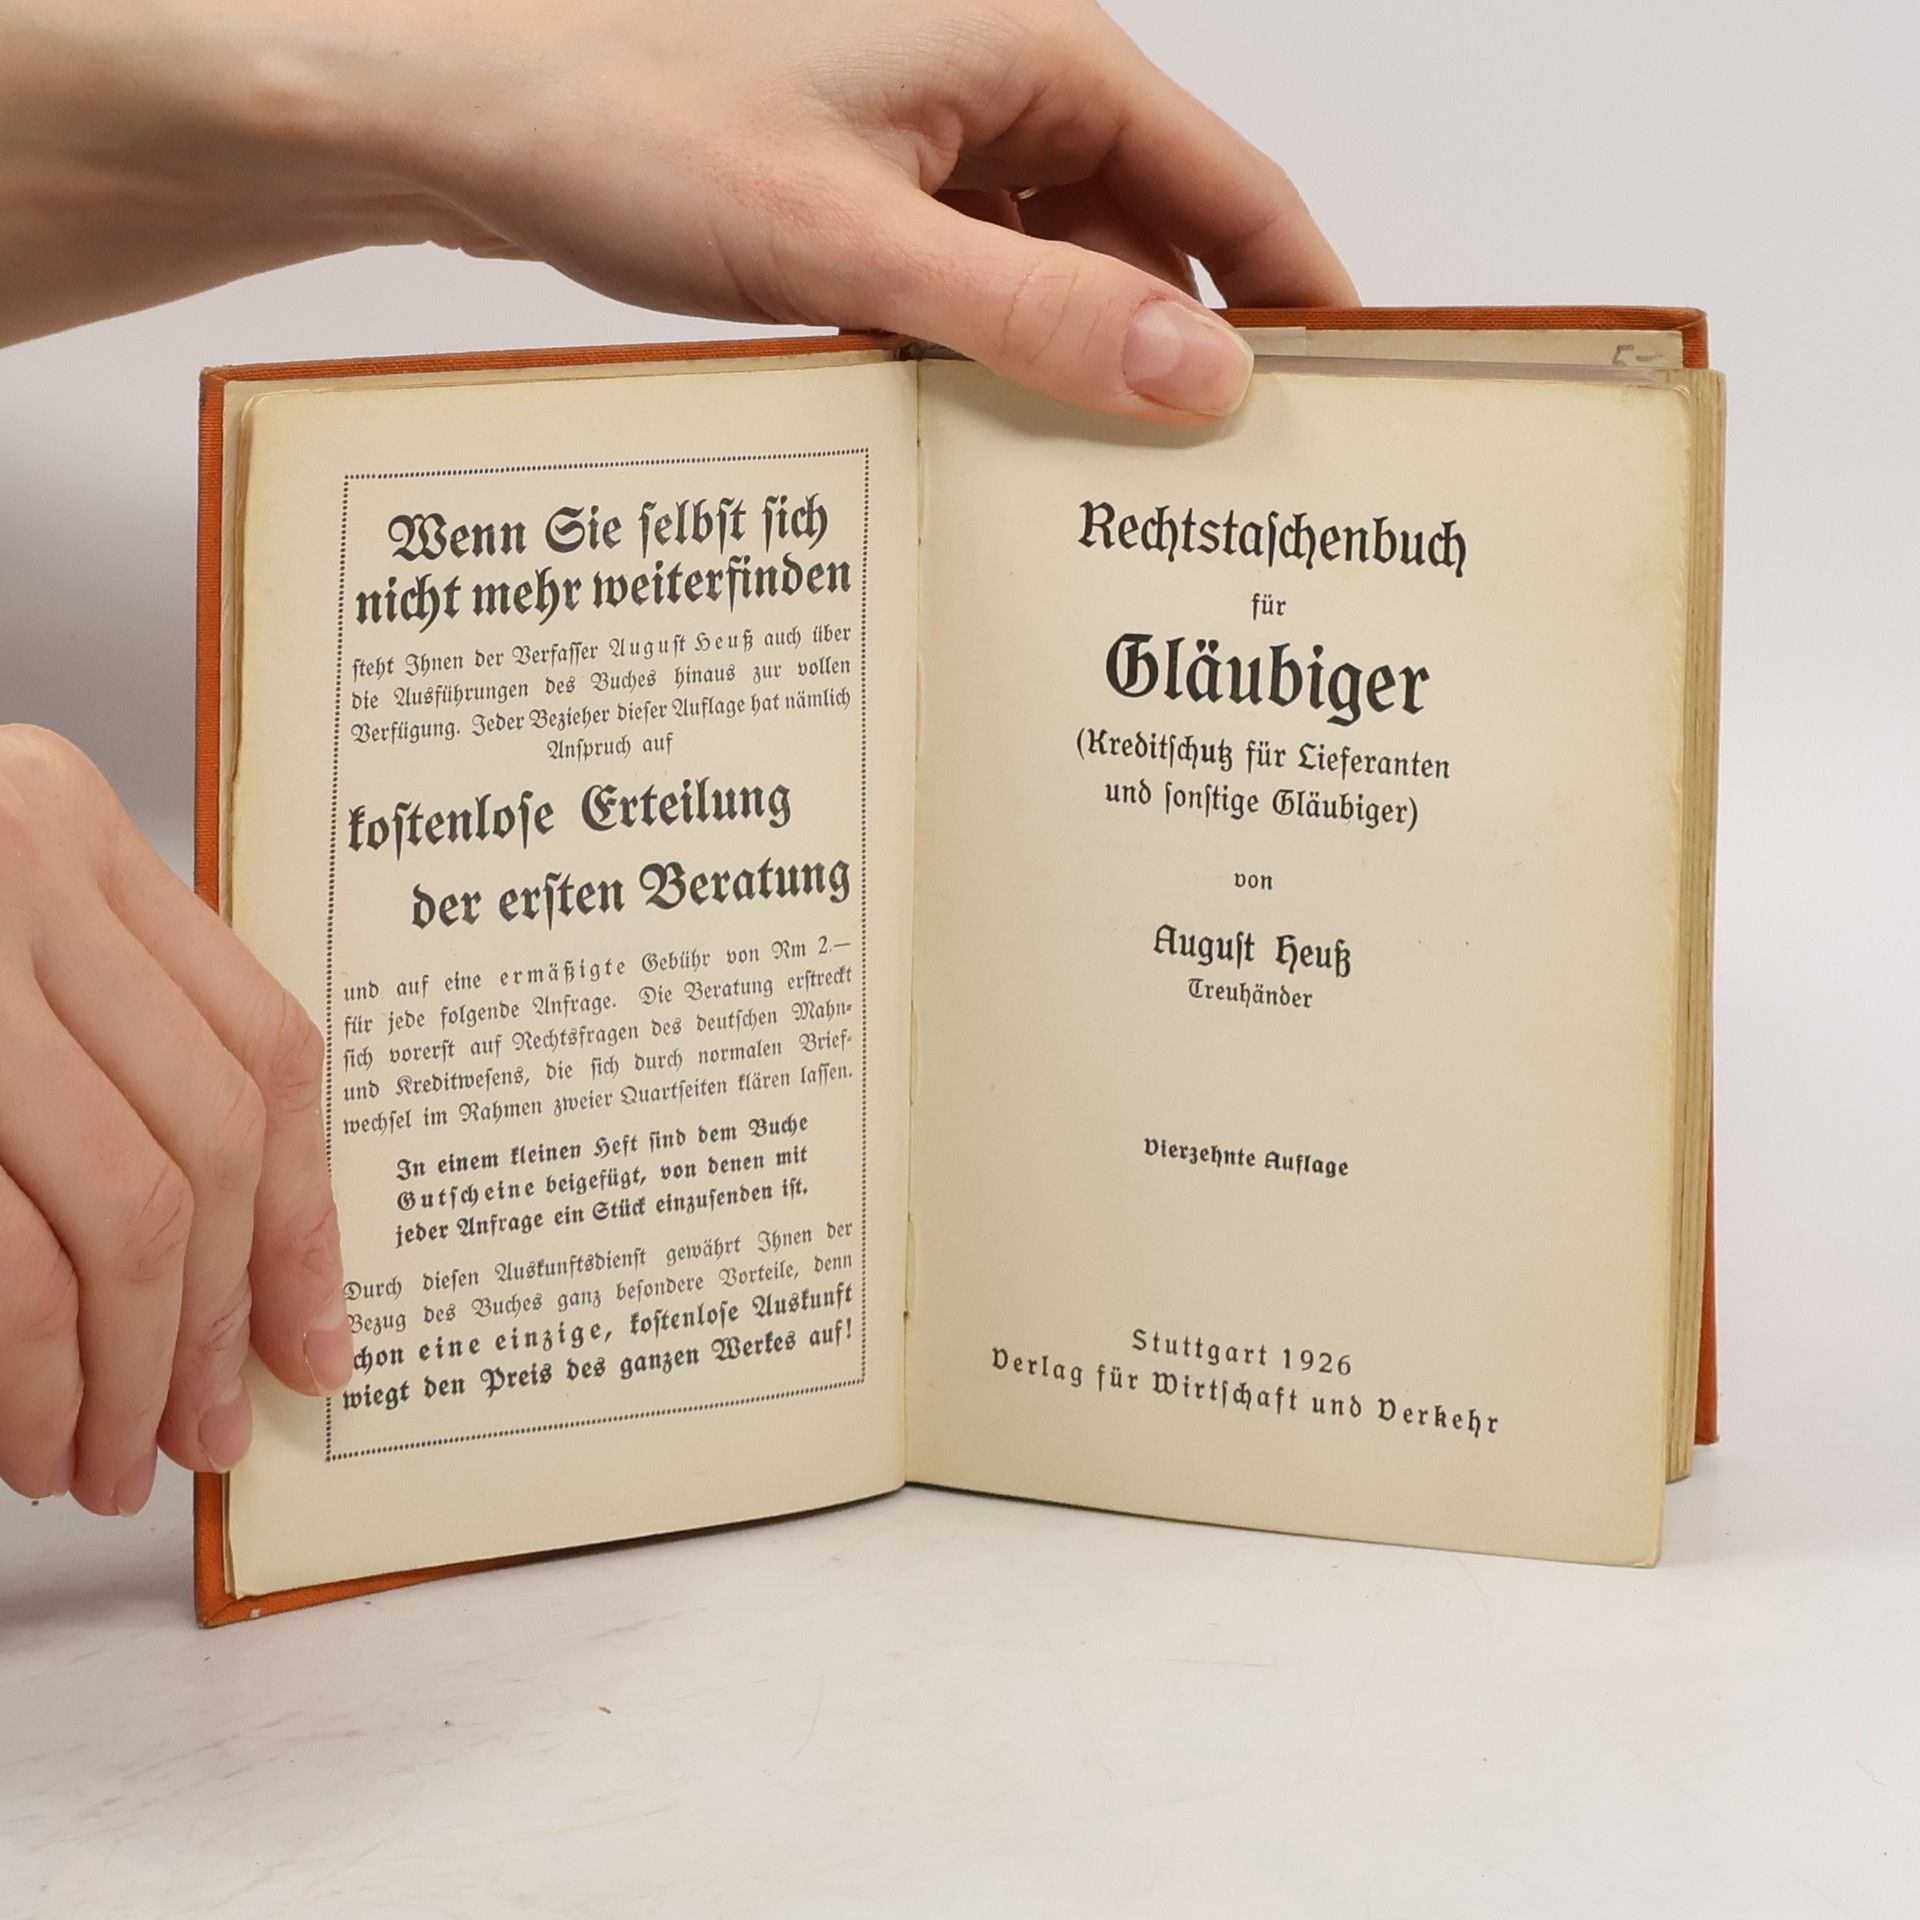 Wenn Sie ſelbſt ſich
nicht mehr weiterfinden
ſteht Ihnen der Verfaſſer Auguſt Heuß auch über
die Ausführungen des Buches hinaus zur vollen
Verfügung. Jeder Bezieher dieſer Auflage hat nämlich
Anſpruch auf
koſtenloſe Erteilung
der erſten Beratung
und auf eine ermäßigte Gebühr von Rm 2.—
für jede folgende Anfrage. Die Beratung erſtreckt
ſich vorerſt auf Rechtsfragen des deutſchen Mahn-
und Kreditweſens, die ſich durch normalen Brief-
wechſel im Rahmen zweier Quartſeiten klären laſſen.
In einem kleinen Heft ſind dem Buche
Gutſcheine beigefügt, von denen mit
jeder Anfrage ein Stück einzuſenden iſt.
Durch dieſen Auskunftsdienſt gewährt Ihnen der
Bezug des Buches ganz beſondere Vorteile, denn
chon eine einzige, koſtenloſe Auskunft
wiegt den Preis des ganzen Werkes auf!
5—
Rechtstaſchenbuch
für
Gläubiger
(Kreditſchutz für Lieferanten
und ſonſtige Gläubiger)
von
Auguſt Heuß
Treuhänder
Vierzehnte Auflage
Stuttgart 1926
Verlag für Wirtſchaft und Verkehr